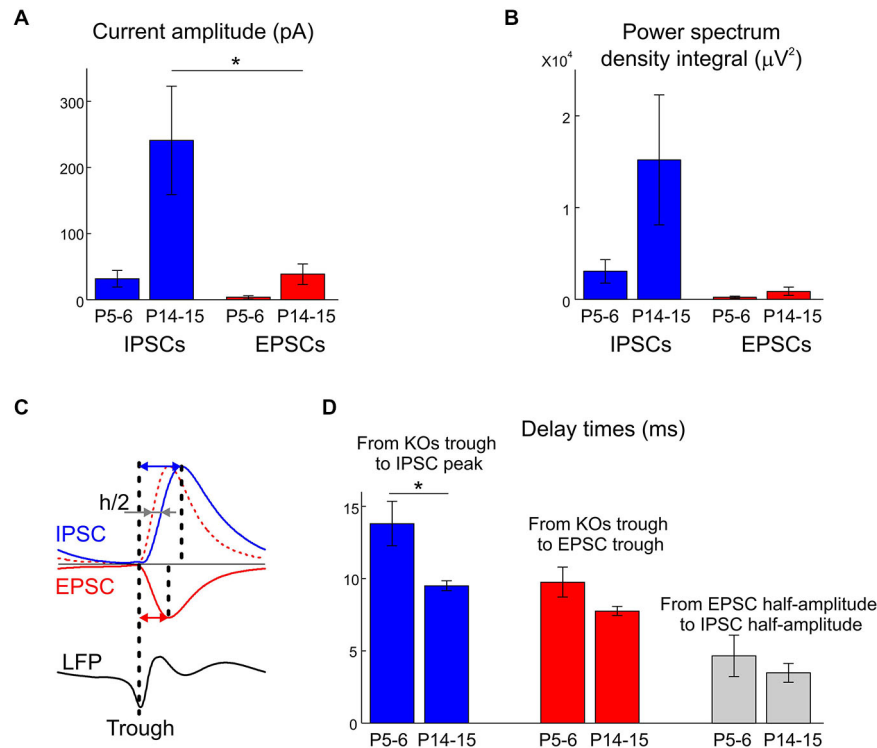 A
Current amplitude (pA)
*
300
200
100
0
P5-6 P14-15 P5-6 P14-15
IPSCs EPSCs
B
Power spectrum
density integral (μV²)
X10⁴
2
1
0
P5-6 P14-15 P5-6 P14-15
IPSCs EPSCs
C
h/2
IPSC
EPSC
LFP
Trough
D
Delay times (ms)
From KOs trough
to IPSC peak
*
From KOs trough
to EPSC trough
From EPSC half-amplitude
to IPSC half-amplitude
15
10
5
0
P5-6 P14-15 P5-6 P14-15 P5-6 P14-15